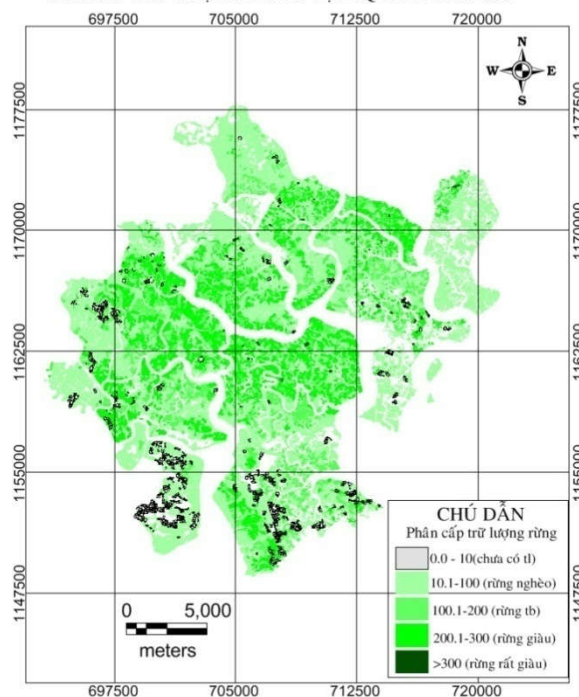 697500 705000 712500 720000
N
W E
S
1177500 1177500
1170000 1170000
1162500 1162500
1155000 1155000
1147500 1147500
CHÚ DẪN
Phân cấp trữ lượng rừng
0.0 - 10(chưa có tl)
10.1-100 (rừng nghèo)
100.1-200 (rừng tb)
200.1-300 (rừng giàu)
>300 (rừng rất giàu)
0 5,000
meters
697500 705000 712500 720000